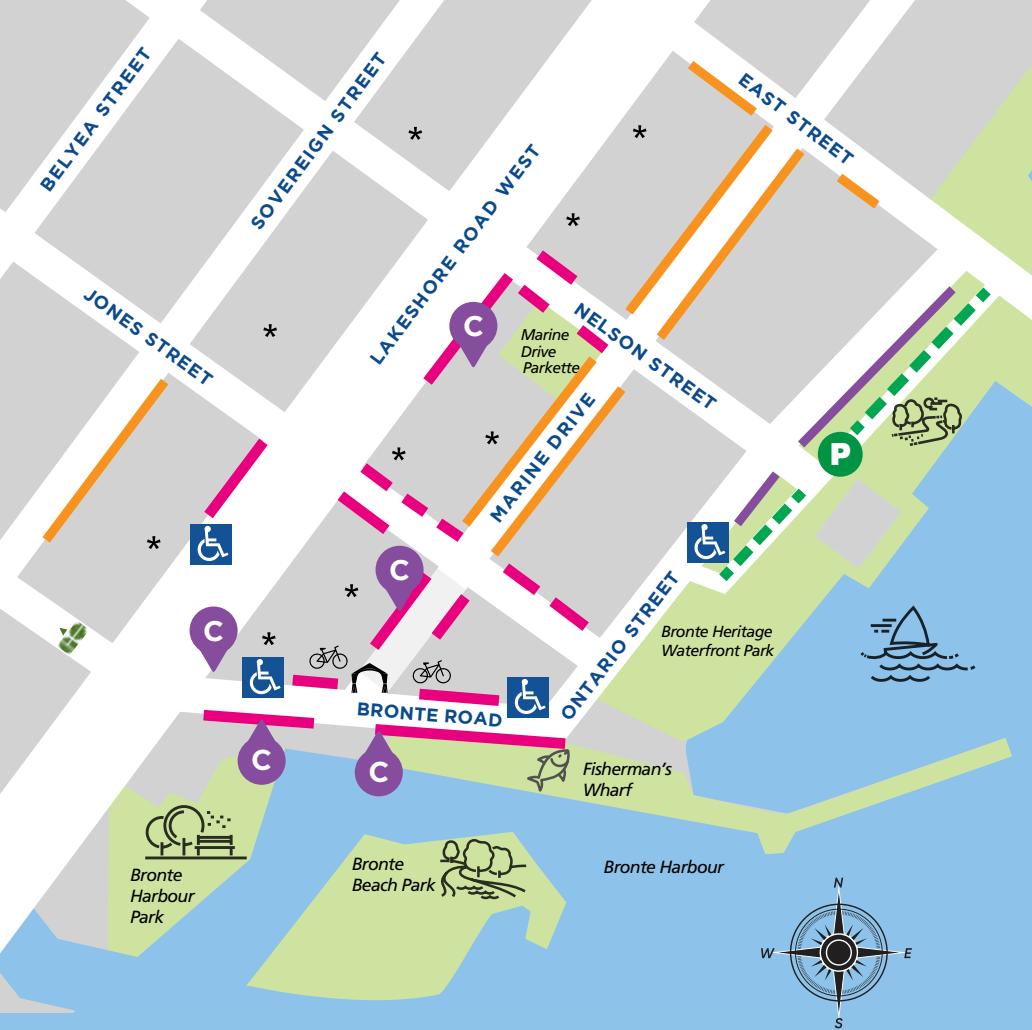 EAST STREET
BELYEA STREET
SOVEREIGN STREET
*
*
LAKESHORE ROAD WEST
*
JONES STREET
*
C
NELSON STREET
Marine
Drive
Parkette
MARINE DRIVE
*
*
P
*
C
*
*
C
ONTARIO STREET
Bronte Heritage
Waterfront Park
BRONTE ROAD
C
C
Fisherman's
Wharf
Bronte
Harbour
Park
Bronte
Beach Park
Bronte Harbour
N
W
E
S